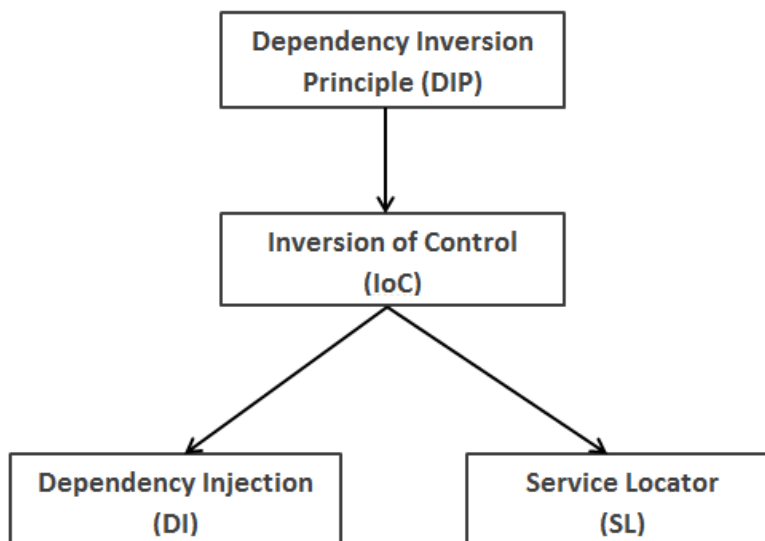 Dependency Inversion
Principle (DIP)
Inversion of Control
(IoC)
Dependency Injection
(DI)
Service Locator
(SL)